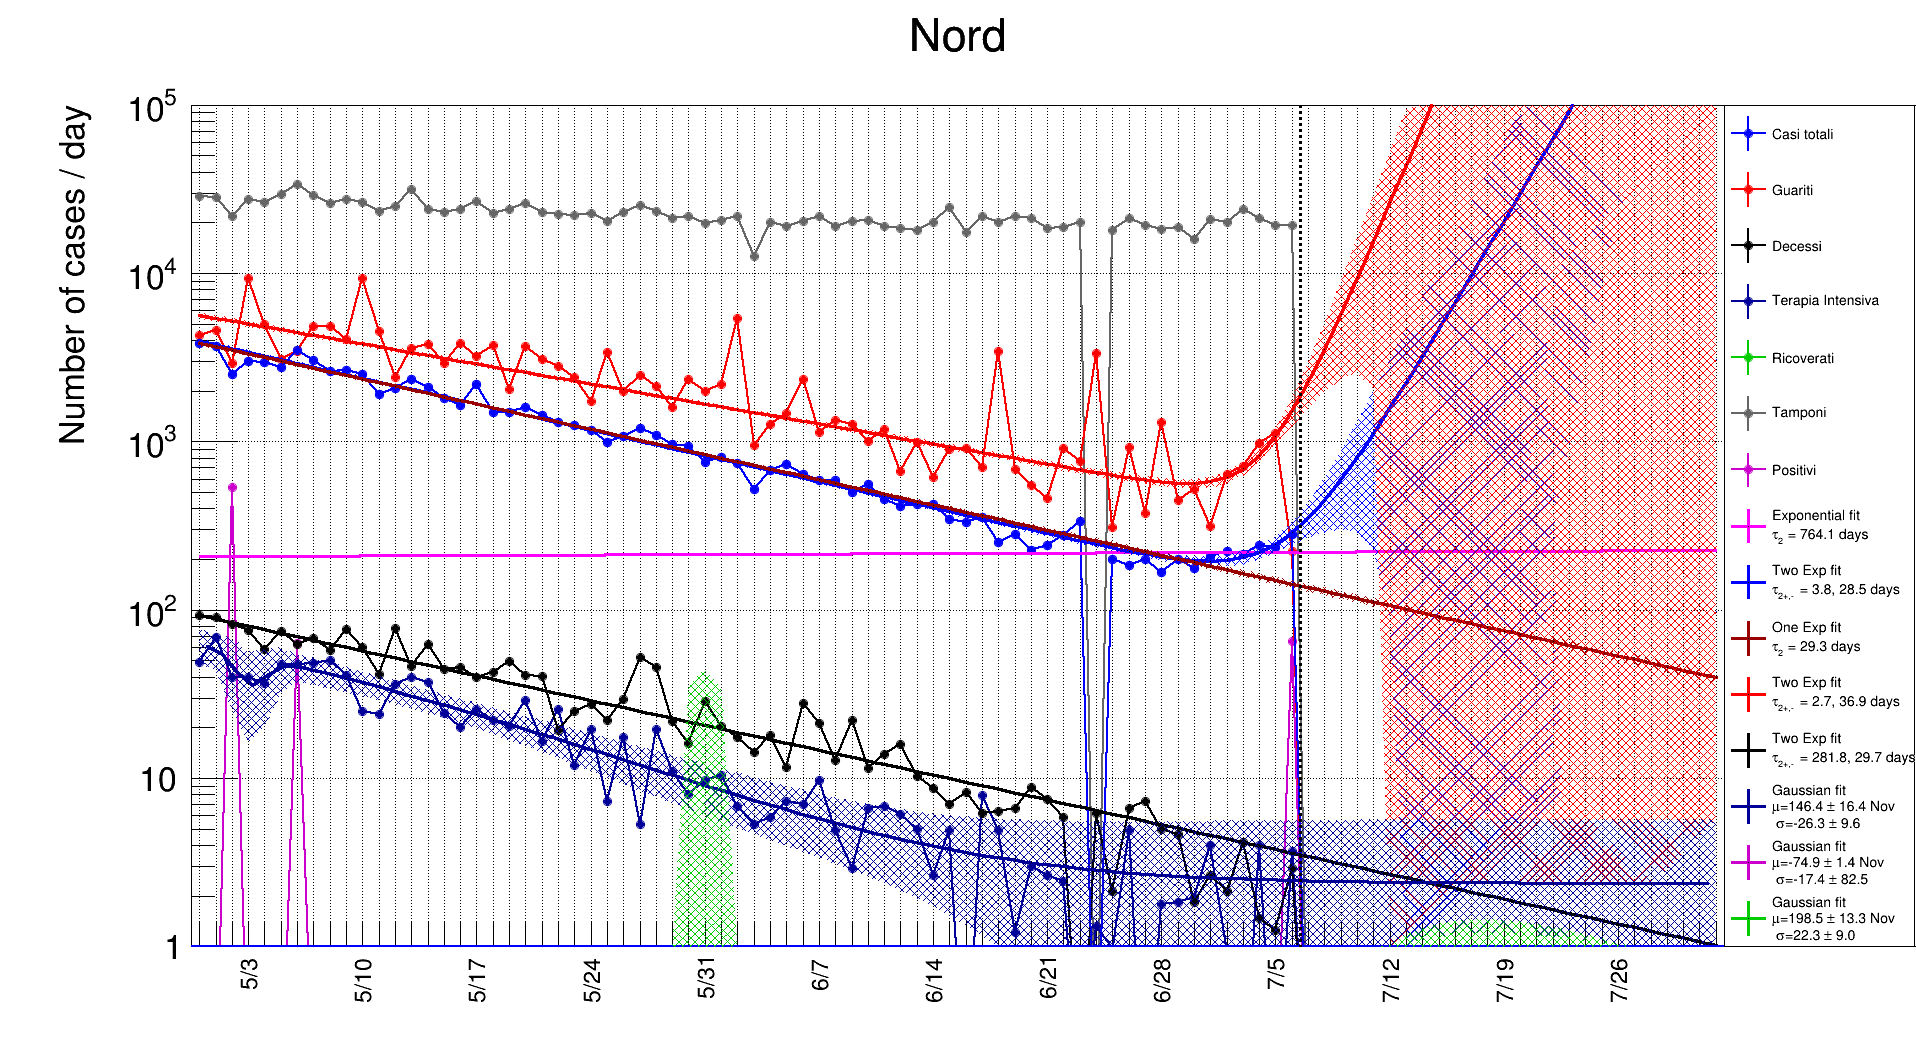 Nord
Number of cases / day
10^5
10^4
10^3
10^2
10
1
5/3
5/10
5/17
5/24
5/31
6/7
6/14
6/21
6/28
7/5
7/12
7/19
7/26
Casi totali
Guariti
Decessi
Terapia Intensiva
Ricoverati
Tamponi
Positivi
Exponential fit
τ2 = 764.1 days
Two Exp fit
τ2+,- = 3.8, 28.5 days
One Exp fit
τ2 = 29.3 days
Two Exp fit
τ2+,- = 2.7, 36.9 days
Two Exp fit
τ2+,- = 281.8, 29.7 days
Gaussian fit
μ=146.4 ± 16.4 Nov
σ=-26.3 ± 9.6
Gaussian fit
μ=-74.9 ± 1.4 Nov
σ=-17.4 ± 82.5
Gaussian fit
μ=198.5 ± 13.3 Nov
σ=22.3 ± 9.0